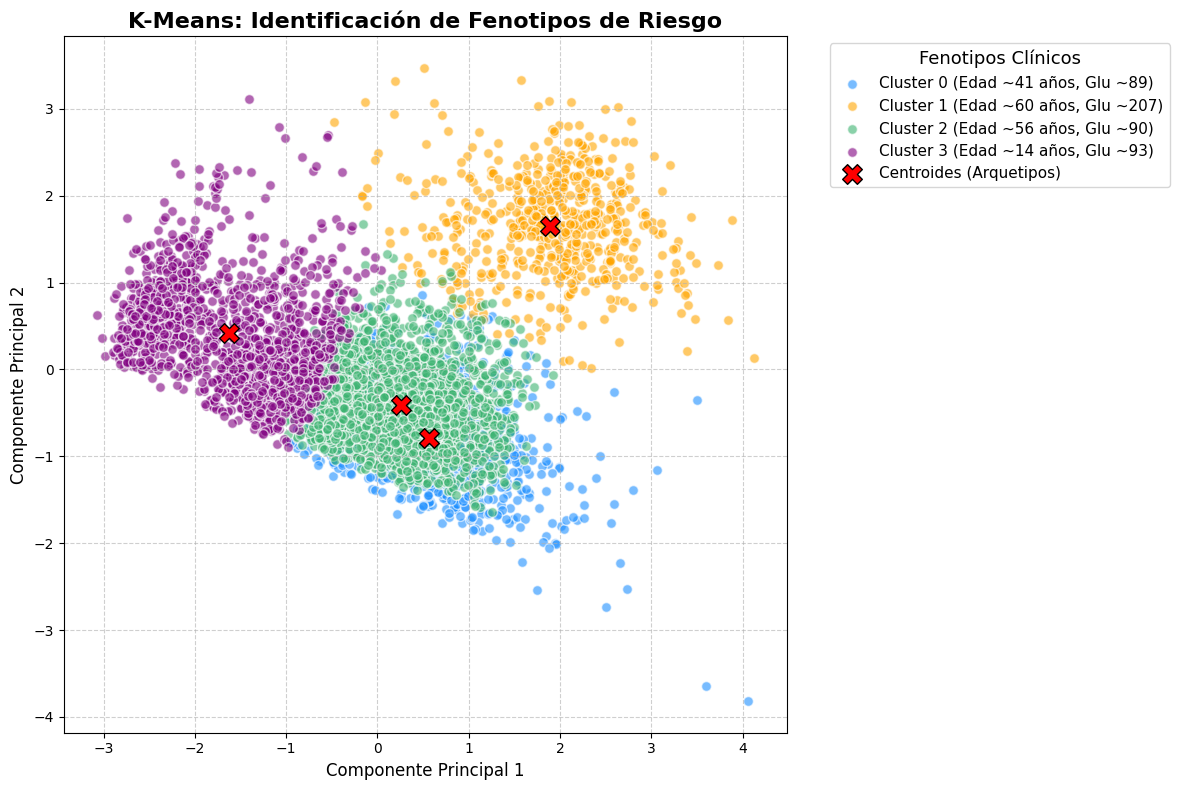 K-Means: Identificación de Fenotipos de Riesgo
Fenotipos Clínicos
Cluster 0 (Edad ~41 años, Glu ~89)
Cluster 1 (Edad ~60 años, Glu ~207)
Cluster 2 (Edad ~56 años, Glu ~90)
Cluster 3 (Edad ~14 años, Glu ~93)
Centroides (Arquetipos)
Componente Principal 2
3
2
1
0
−1
−2
−3
−4
−3
−2
−1
0
1
2
3
4
Componente Principal 1